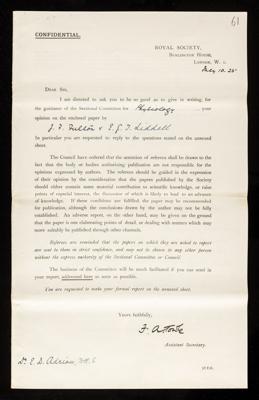 61
CONFIDENTIAL.
ROYAL SOCIETY,
BURLINGTON HOUSE,
LONDON, W. 1.
July 10. 25
DEAR SIR,
I am directed to ask you to be so good as to give in writing, for
the guidance of the Sectional Committee for Physiology your
opinion on the enclosed paper by
J. F. Fulton & E. G. T. Liddell
In particular you are requested to reply to the questions stated on the annexed
sheet.
The Council have ordered that the attention of referees shall be drawn to the
fact that the body or bodies authorising publication are not responsible for the
opinions expressed by authors. The referees should be guided in the expression
of their opinion by the consideration that the papers published by the Society
should either contain some material contribution to scientific knowledge, or raise
points of especial interest, the discussion of which is likely to lead to an advance
of knowledge. If these conditions are fulfilled, the paper may be recommended
for publication, although the conclusions drawn by the author may not be fully
established. An adverse report, on the other hand, may be given on the ground
that the paper is one elaborating points of detail, or dealing with matters which may
more suitably be published through other channels.
Referees are reminded that the papers on which they are asked to report
are sent to them in strict confidence, and may not be shown to any other person
without the express authority of the Sectional Committee or Council.
The business of the Committee will be much facilitated if you can send in
your report, addressed here as soon as possible.
You are requested to make your formal report on the annexed sheet.
Yours faithfully,
F. A. Towle
Assistant Secretary.
Dr. E. D. Adrian, F.R.S.